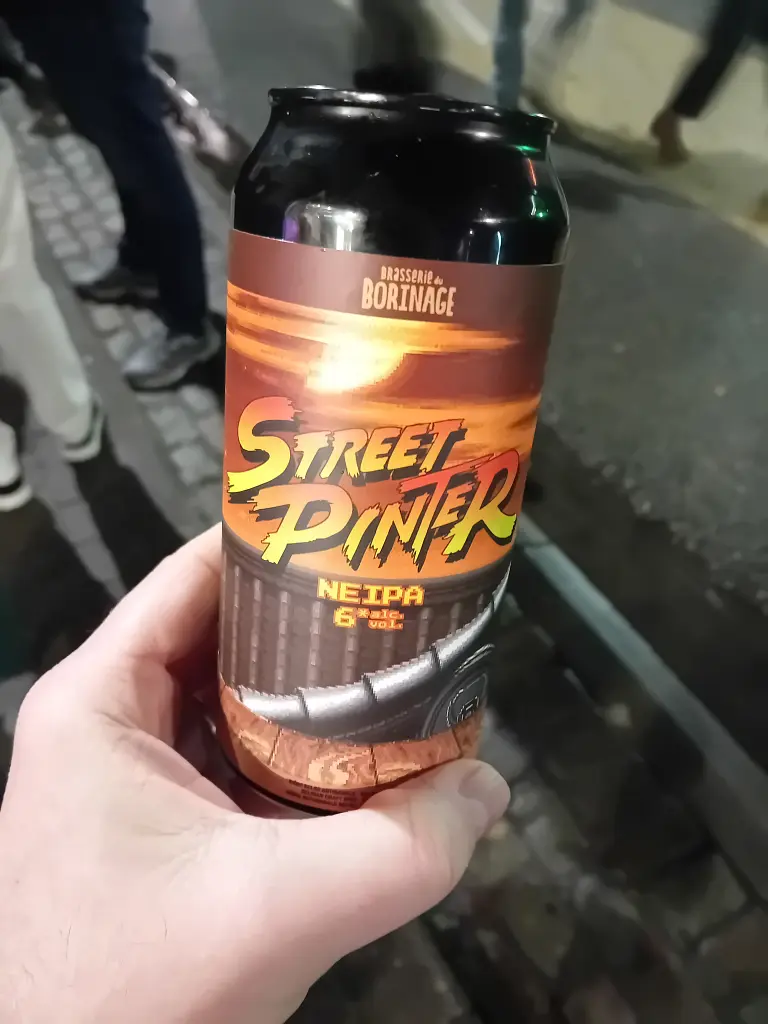 Brasserie du
BORINAGE
STREET
PINTER
NEIPA
6° alc.
vol.